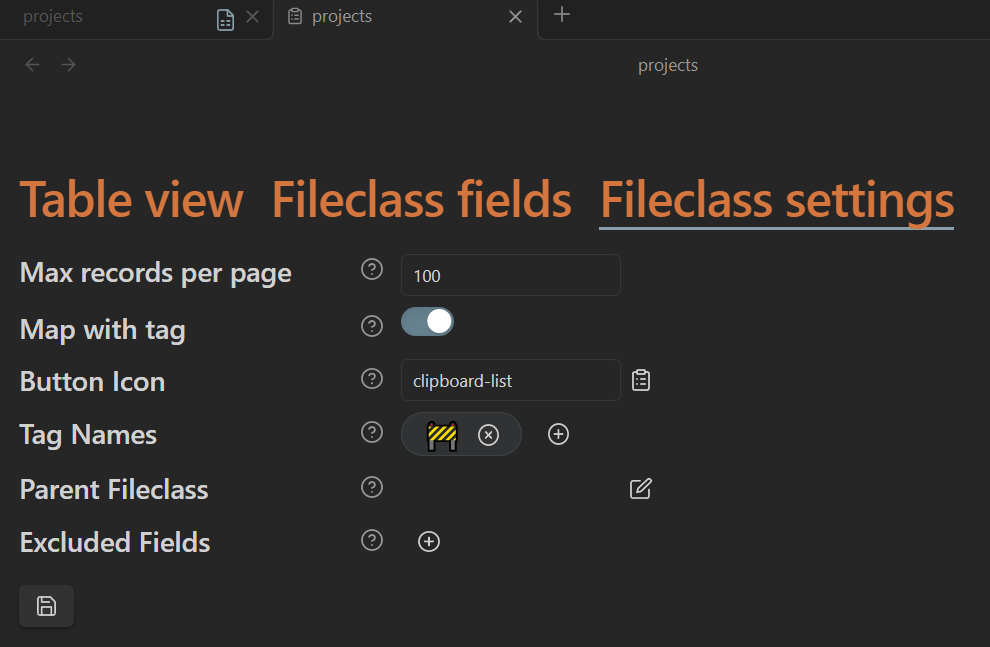 projects projects
projects
Table view Fileclass fields Fileclass settings
Max records per page 100
Map with tag
Button Icon clipboard-list
Tag Names 🚧
Parent Fileclass
Excluded Fields